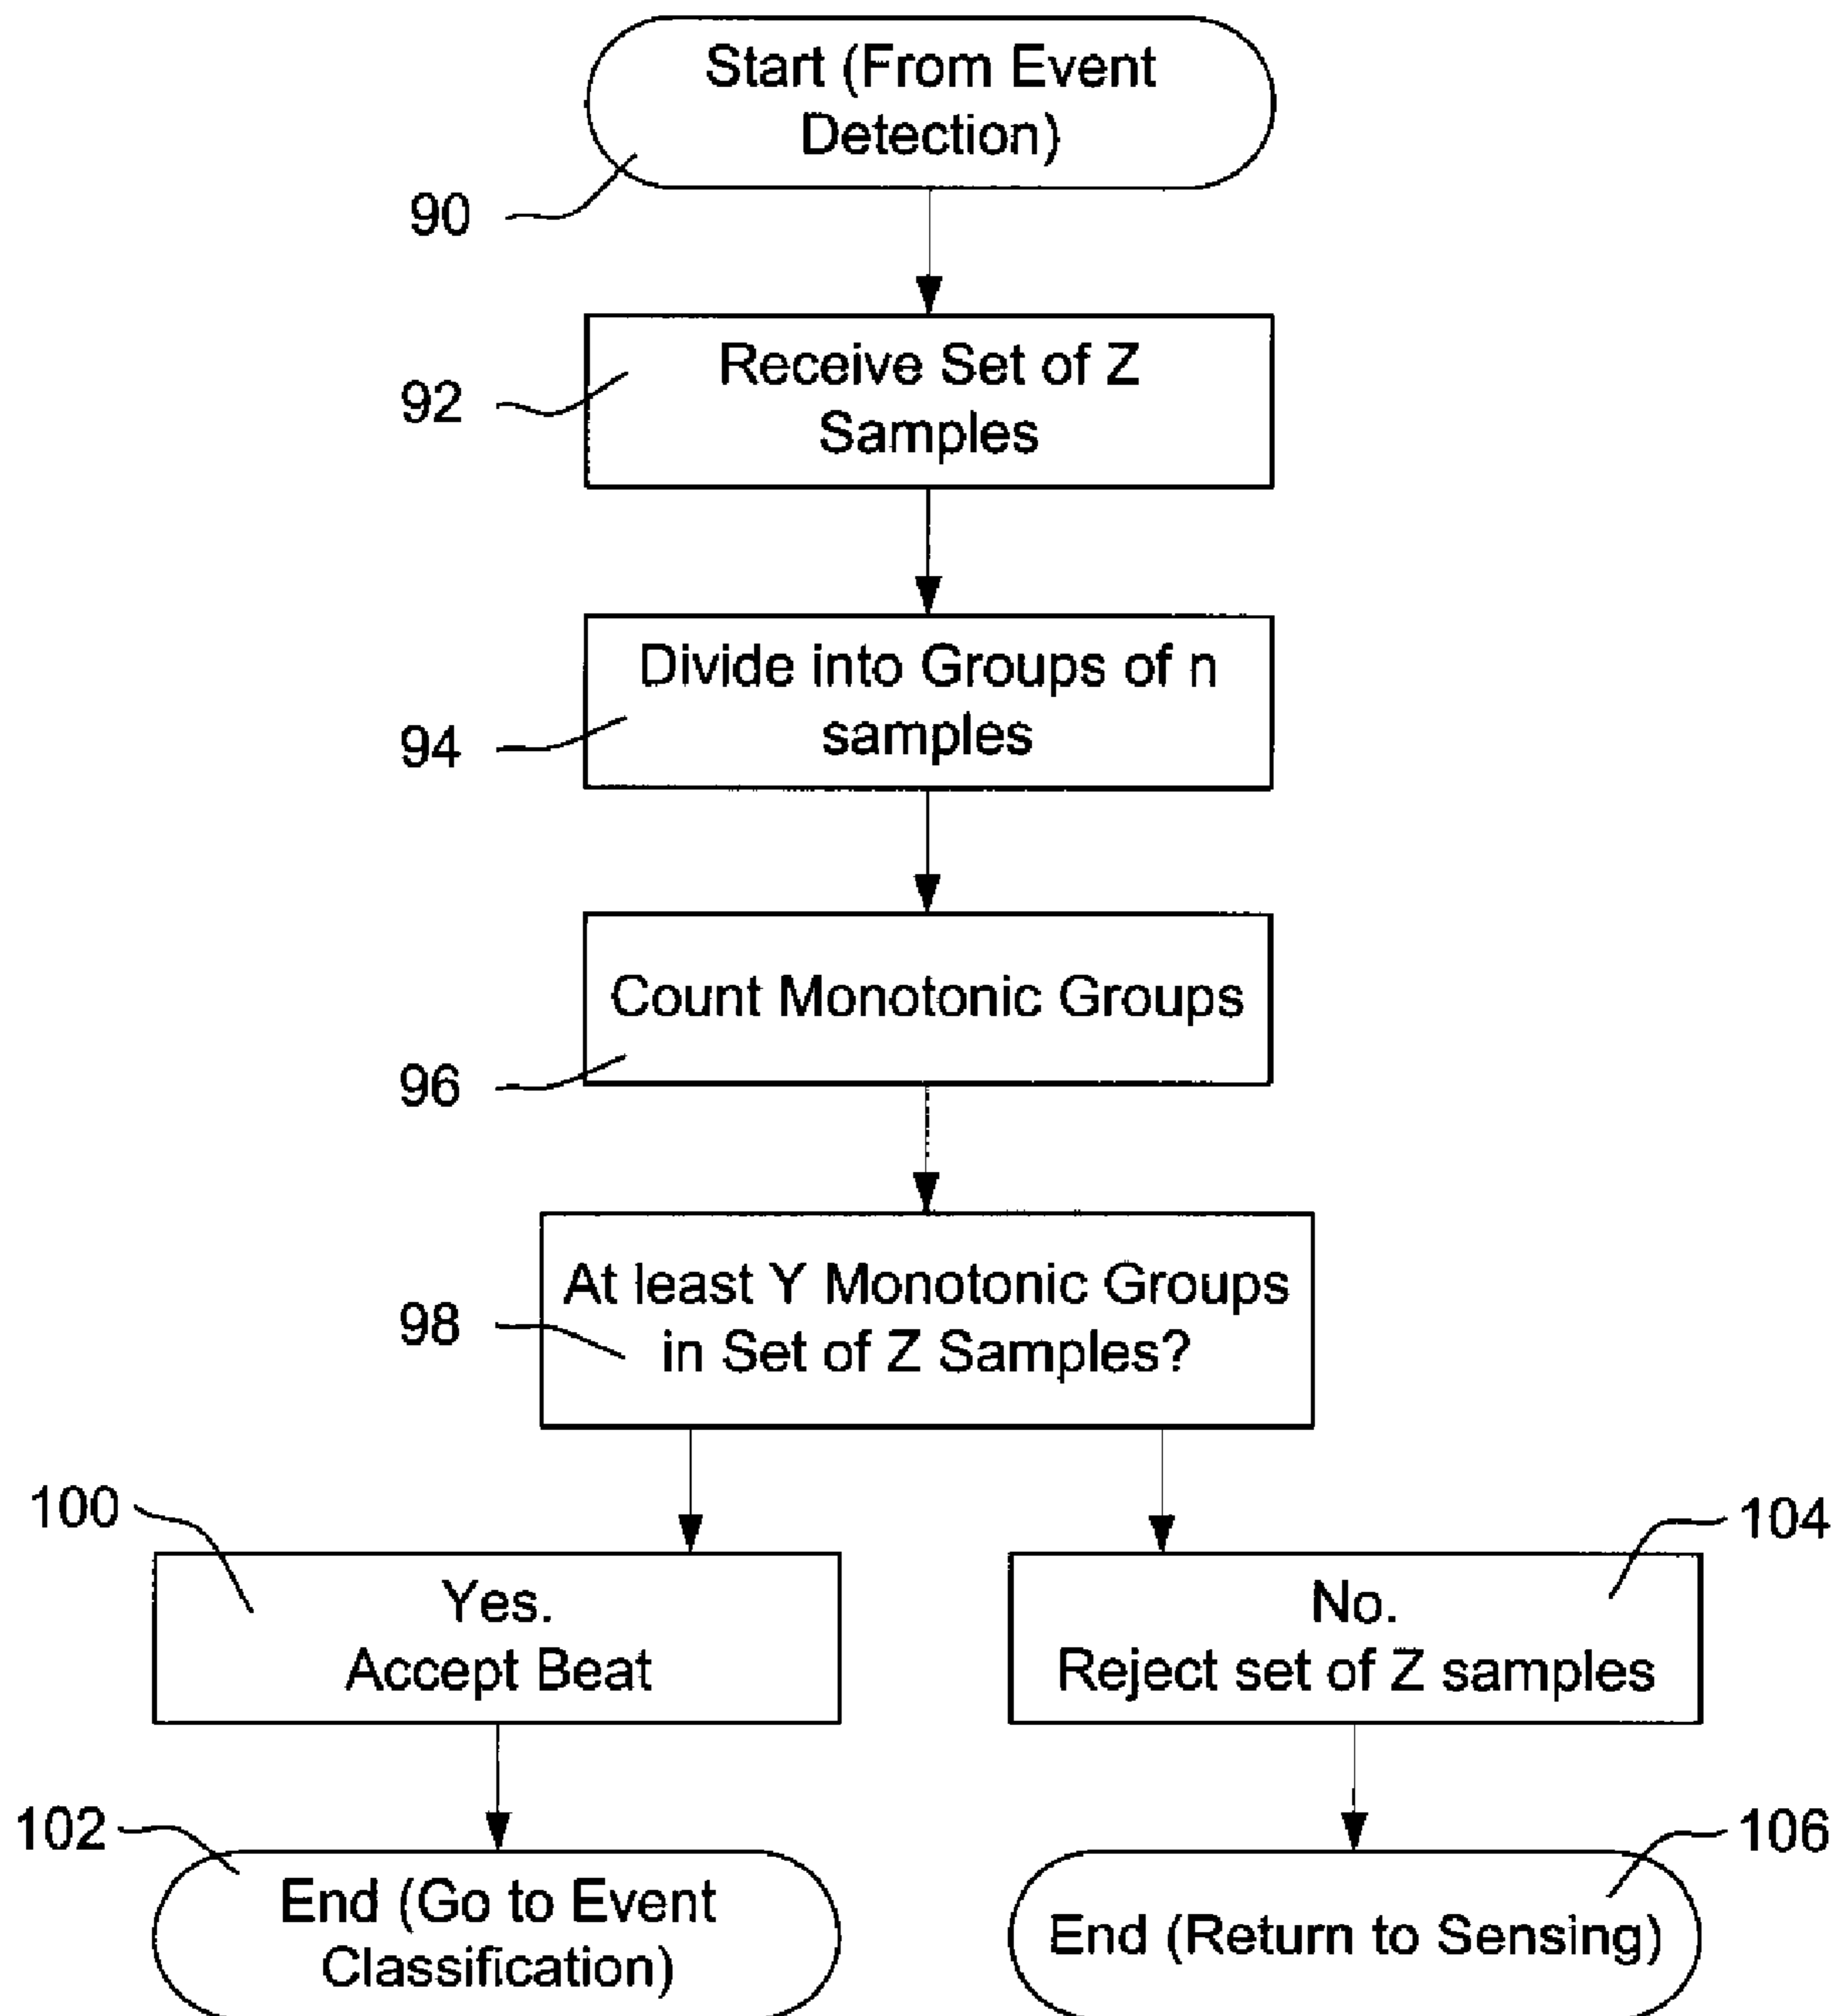 Start (From Event
Detection)
90
Receive Set of Z
Samples
92
Divide into Groups of n
samples
94
Count Monotonic Groups
96
At least Y Monotonic Groups
in Set of Z Samples?
98
100
Yes.
Accept Beat
104
No.
Reject set of Z samples
102
End (Go to Event
Classification)
106
End (Return to Sensing)